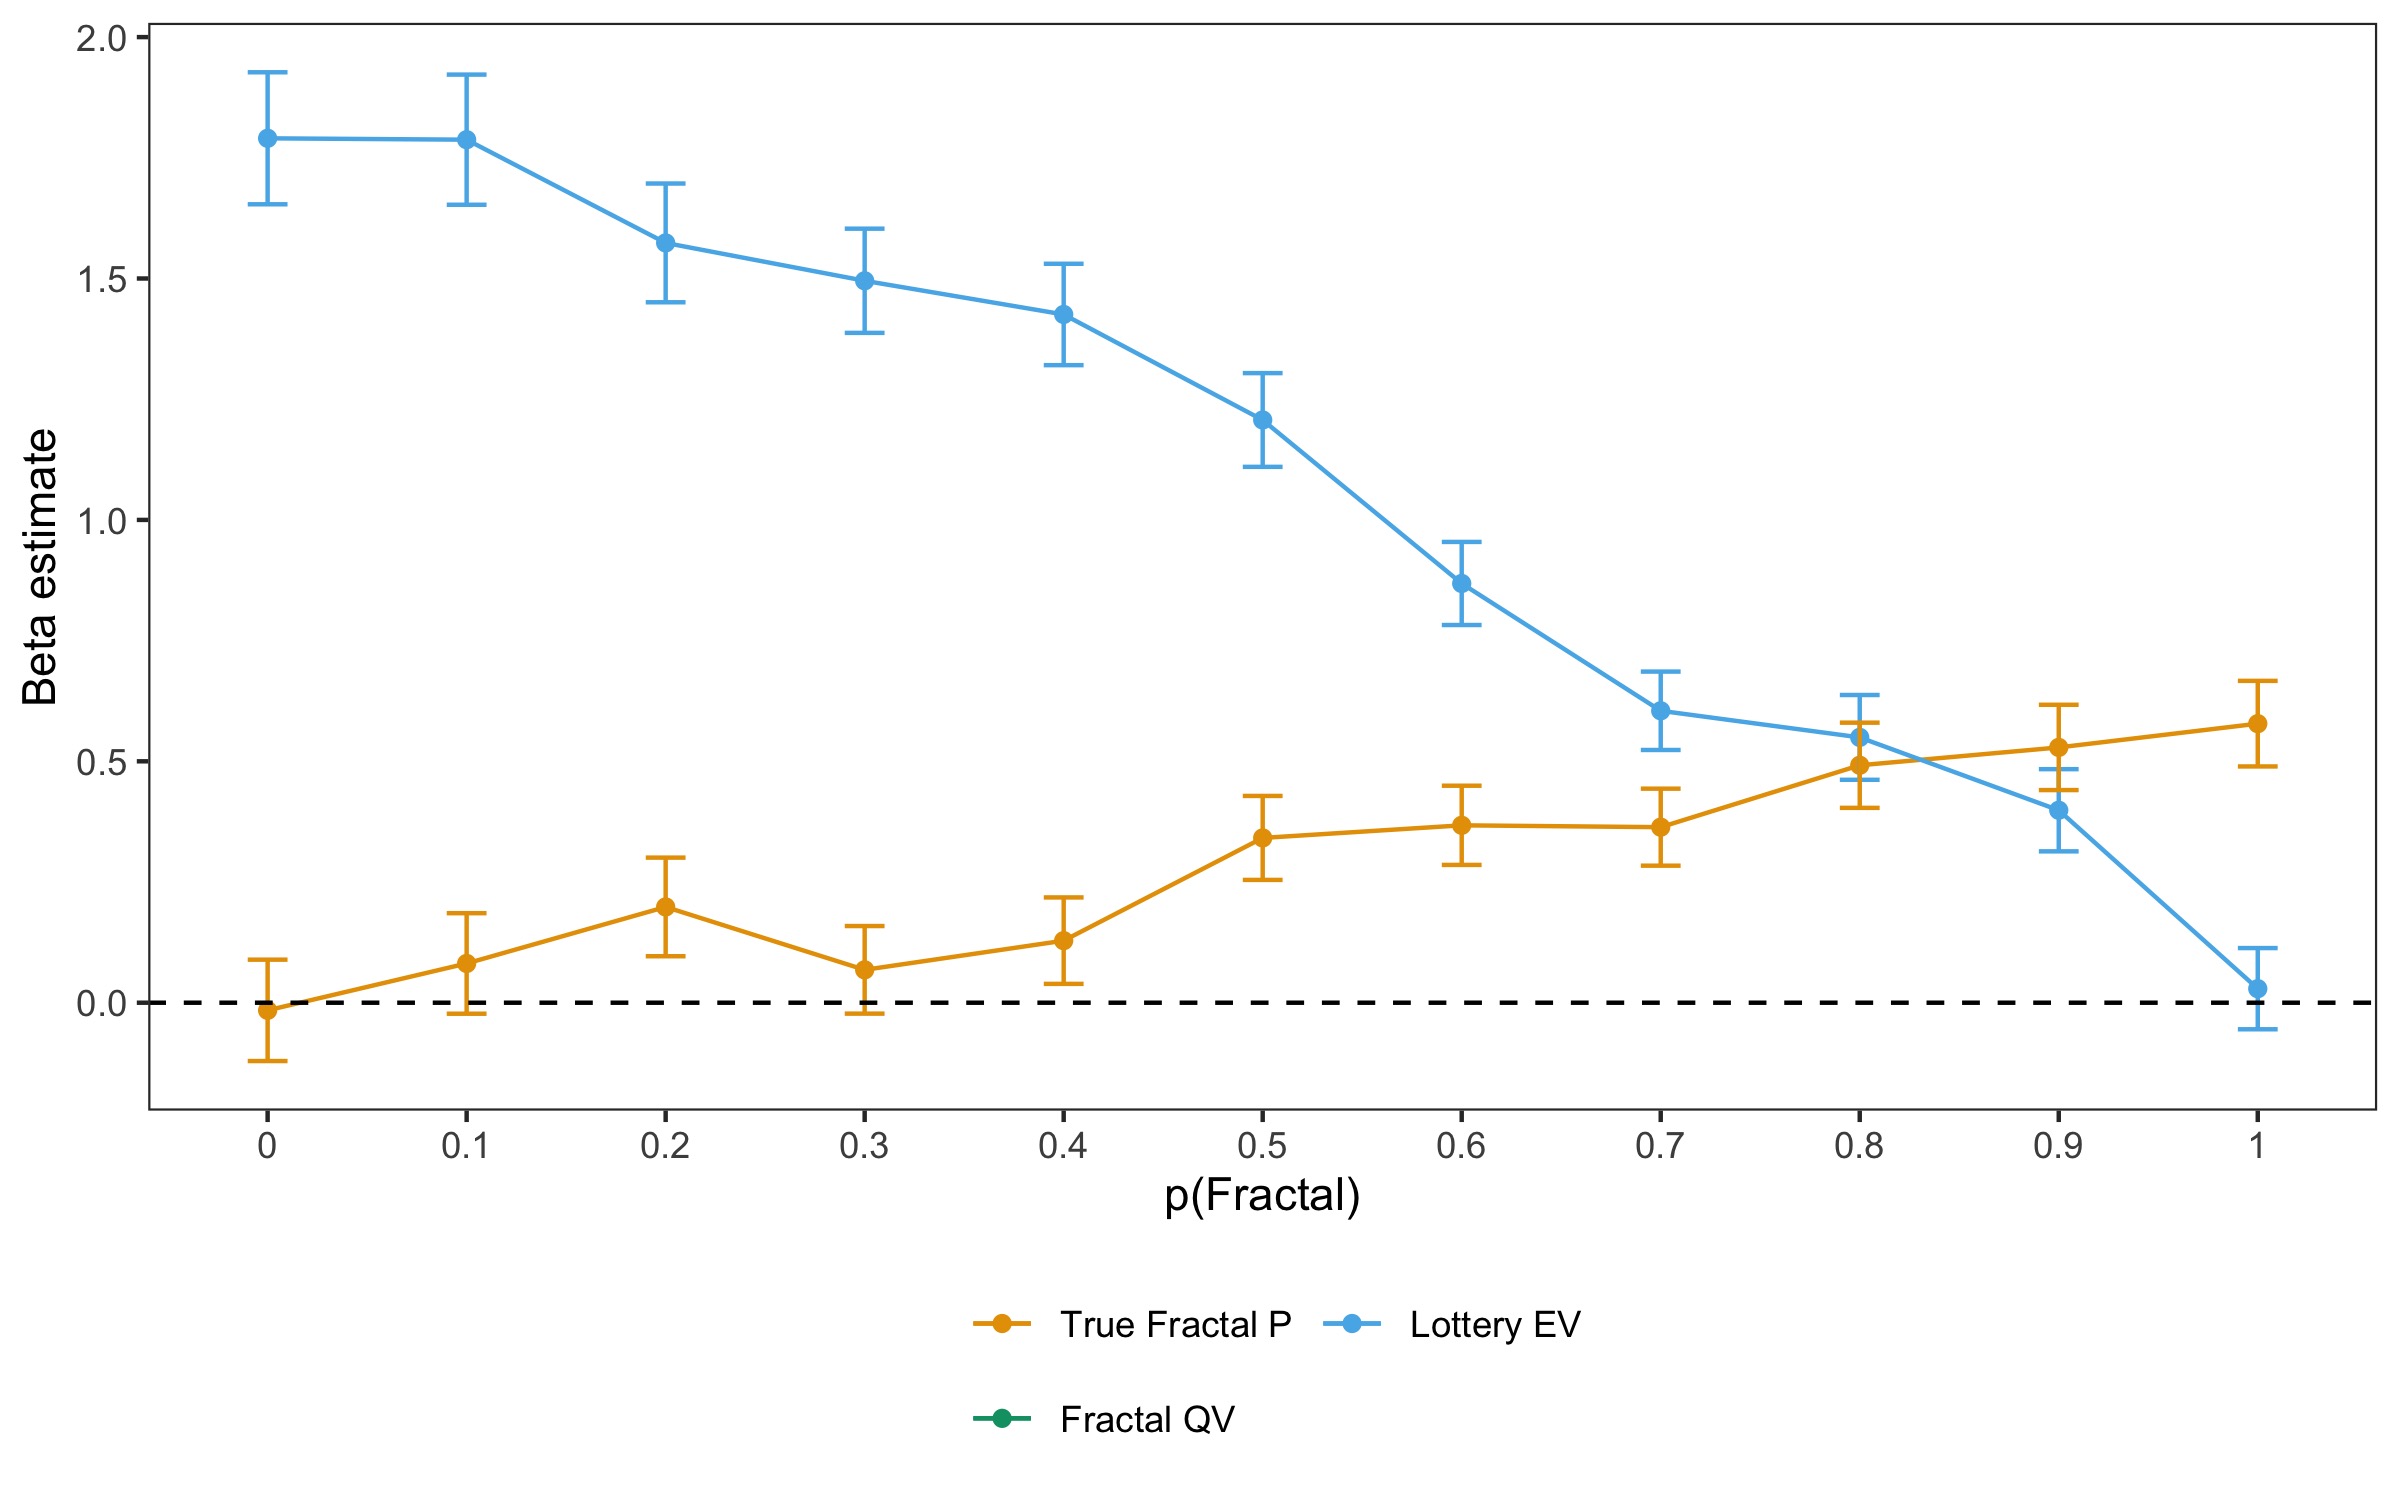 2.0
1.5
1.0
0.5
0.0
Beta estimate
0 0.1 0.2 0.3 0.4 0.5 0.6 0.7 0.8 0.9 1
p(Fractal)
True Fractal P Lottery EV
Fractal QV